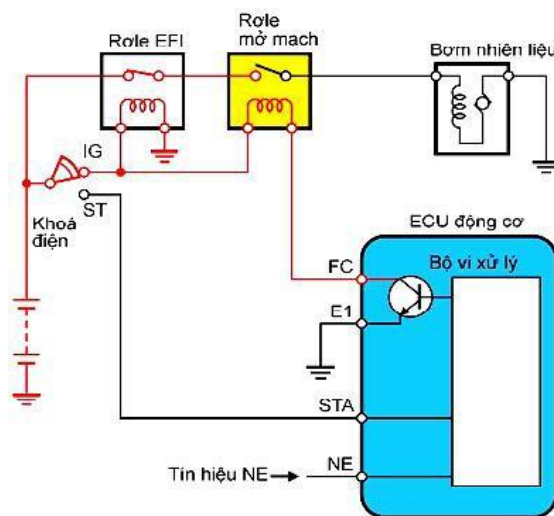 Rơle EFI
Rơle
mở mạch
Bơm nhiên liệu
IG
ST
Khoá
điện
ECU động cơ
Bộ vi xử lý
FC
E1
STA
NE
Tín hiệu NE